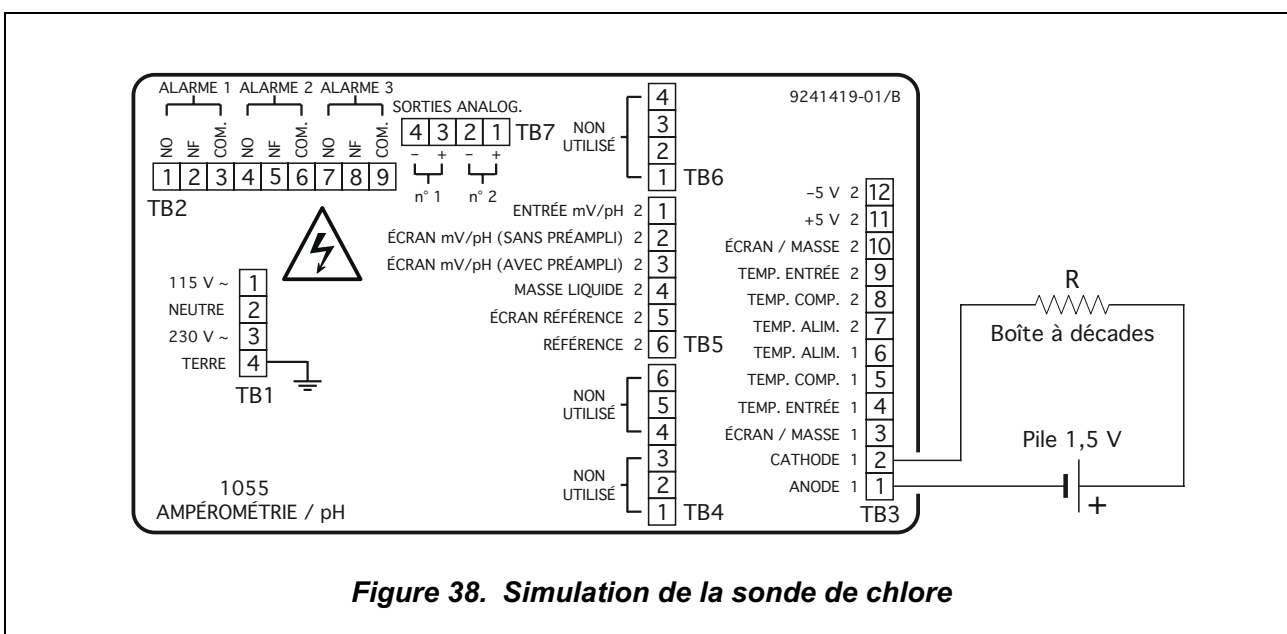 ALARME 1 ALARME 2 ALARME 3
NO NF COM. NO NF COM. NO NF COM.
1 2 3 4 5 6 7 8 9
TB2
SORTIES ANALOG.
4 3 2 1 TB7
− + − +
n° 1 n° 2
115 V ~ 1
NEUTRE 2
230 V ~ 3
TERRE 4
TB1
1055
AMPÉROMÉTRIE / pH
NON
UTILISÉ
4
3
2
1 TB6
ENTRÉE mV/pH 2 1
ÉCRAN mV/pH (SANS PRÉAMPLI) 2 2
ÉCRAN mV/pH (AVEC PRÉAMPLI) 2 3
MASSE LIQUIDE 2 4
ÉCRAN RÉFÉRENCE 2 5
RÉFÉRENCE 2 6 TB5
NON
UTILISÉ
6
5
4
NON
UTILISÉ
3
2
1 TB4
9241419-01/B
−5 V 2 12
+5 V 2 11
ÉCRAN / MASSE 2 10
TEMP. ENTRÉE 2 9
TEMP. COMP. 2 8
TEMP. ALIM. 2 7
TEMP. ALIM. 1 6
TEMP. COMP. 1 5
TEMP. ENTRÉE 1 4
ÉCRAN / MASSE 1 3
CATHODE 1 2
ANODE 1 1
TB3
R
Boîte à décades
Pile 1,5 V
+
Figure 38. Simulation de la sonde de chlore